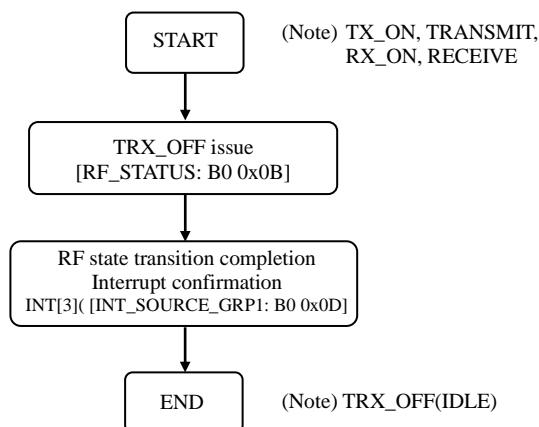 START
(Note) TX_ON, TRANSMIT,
RX_ON, RECEIVE
TRX_OFF issue
[RF_STATUS: B0 0x0B]
RF state transition completion
Interrupt confirmation
INT[3]( [INT_SOURCE_GRP1: B0 0x0D]
END
(Note) TRX_OFF(IDLE)